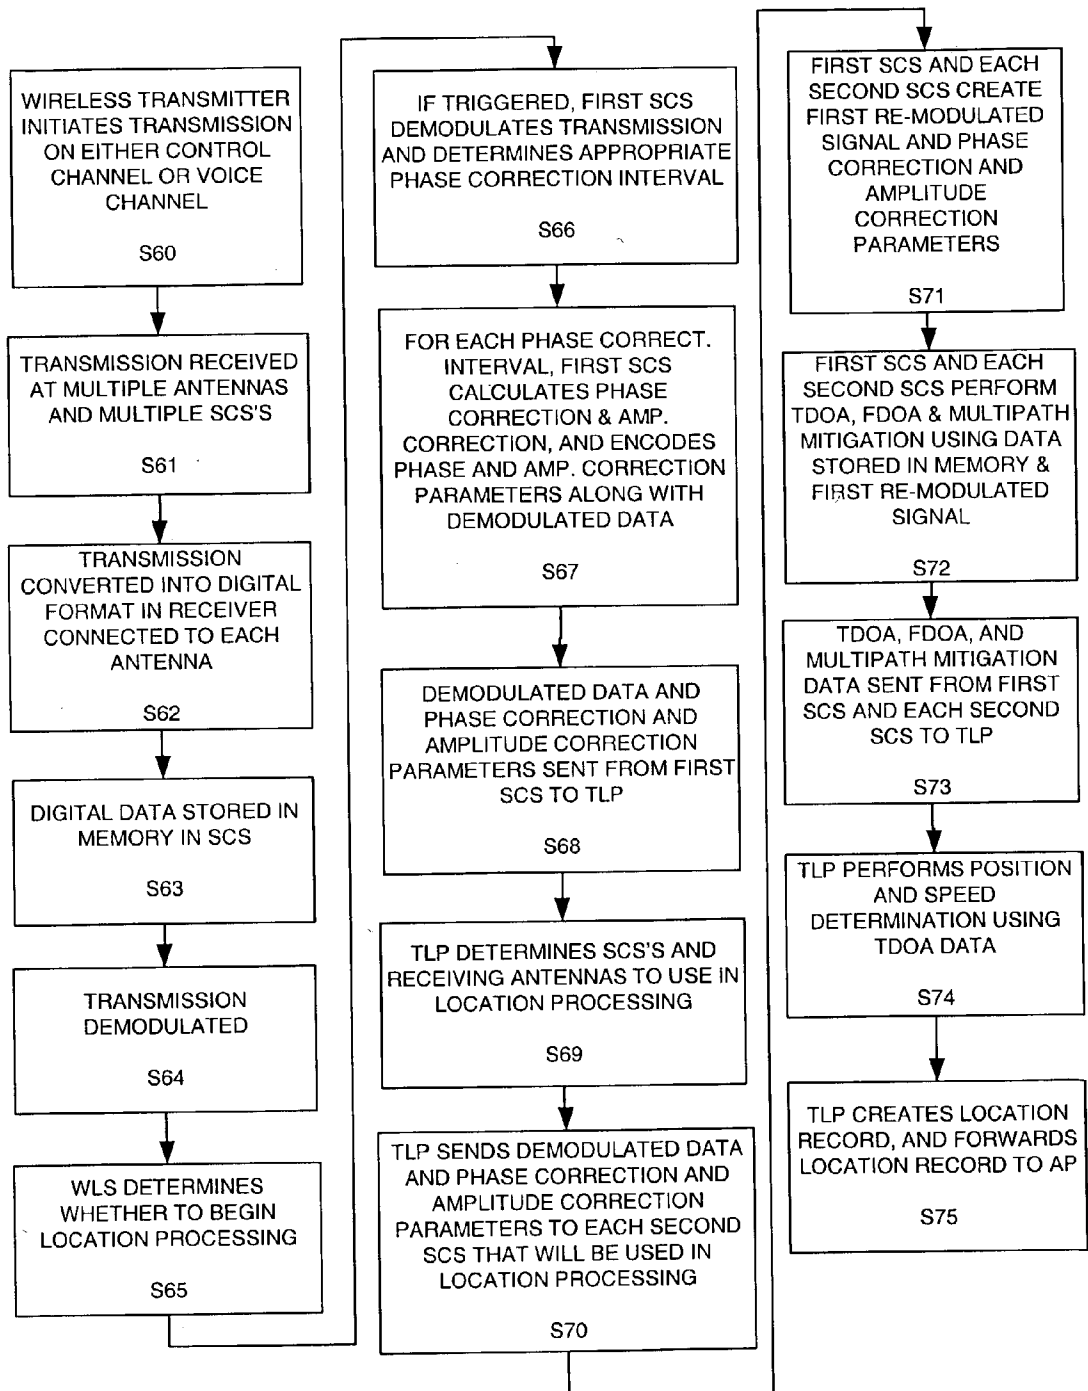 WIRELESS TRANSMITTER
INITIATES TRANSMISSION
ON EITHER CONTROL
CHANNEL OR VOICE
CHANNEL
S60
TRANSMISSION RECEIVED
AT MULTIPLE ANTENNAS
AND MULTIPLE SCS'S
S61
TRANSMISSION
CONVERTED INTO DIGITAL
FORMAT IN RECEIVER
CONNECTED TO EACH
ANTENNA
S62
DIGITAL DATA STORED IN
MEMORY IN SCS
S63
TRANSMISSION
DEMODULATED
S64
WLS DETERMINES
WHETHER TO BEGIN
LOCATION PROCESSING
S65
IF TRIGGERED, FIRST SCS
DEMODULATES TRANSMISSION
AND DETERMINES APPROPRIATE
PHASE CORRECTION INTERVAL
S66
FOR EACH PHASE CORRECT.
INTERVAL, FIRST SCS
CALCULATES PHASE
CORRECTION & AMP.
CORRECTION, AND ENCODES
PHASE AND AMP. CORRECTION
PARAMETERS ALONG WITH
DEMODULATED DATA
S67
DEMODULATED DATA AND
PHASE CORRECTION AND
AMPLITUDE CORRECTION
PARAMETERS SENT FROM FIRST
SCS TO TLP
S68
TLP DETERMINES SCS'S AND
RECEIVING ANTENNAS TO USE IN
LOCATION PROCESSING
S69
TLP SENDS DEMODULATED DATA
AND PHASE CORRECTION AND
AMPLITUDE CORRECTION
PARAMETERS TO EACH SECOND
SCS THAT WILL BE USED IN
LOCATION PROCESSING
S70
FIRST SCS AND EACH
SECOND SCS CREATE
FIRST RE-MODULATED
SIGNAL AND PHASE
CORRECTION AND
AMPLITUDE
CORRECTION
PARAMETERS
S71
FIRST SCS AND EACH
SECOND SCS PERFORM
TDOA, FDOA & MULTIPATH
MITIGATION USING DATA
STORED IN MEMORY &
FIRST RE-MODULATED
SIGNAL
S72
TDOA, FDOA, AND
MULTIPATH MITIGATION
DATA SENT FROM FIRST
SCS AND EACH SECOND
SCS TO TLP
S73
TLP PERFORMS POSITION
AND SPEED
DETERMINATION USING
TDOA DATA
S74
TLP CREATES LOCATION
RECORD, AND FORWARDS
LOCATION RECORD TO AP
S75